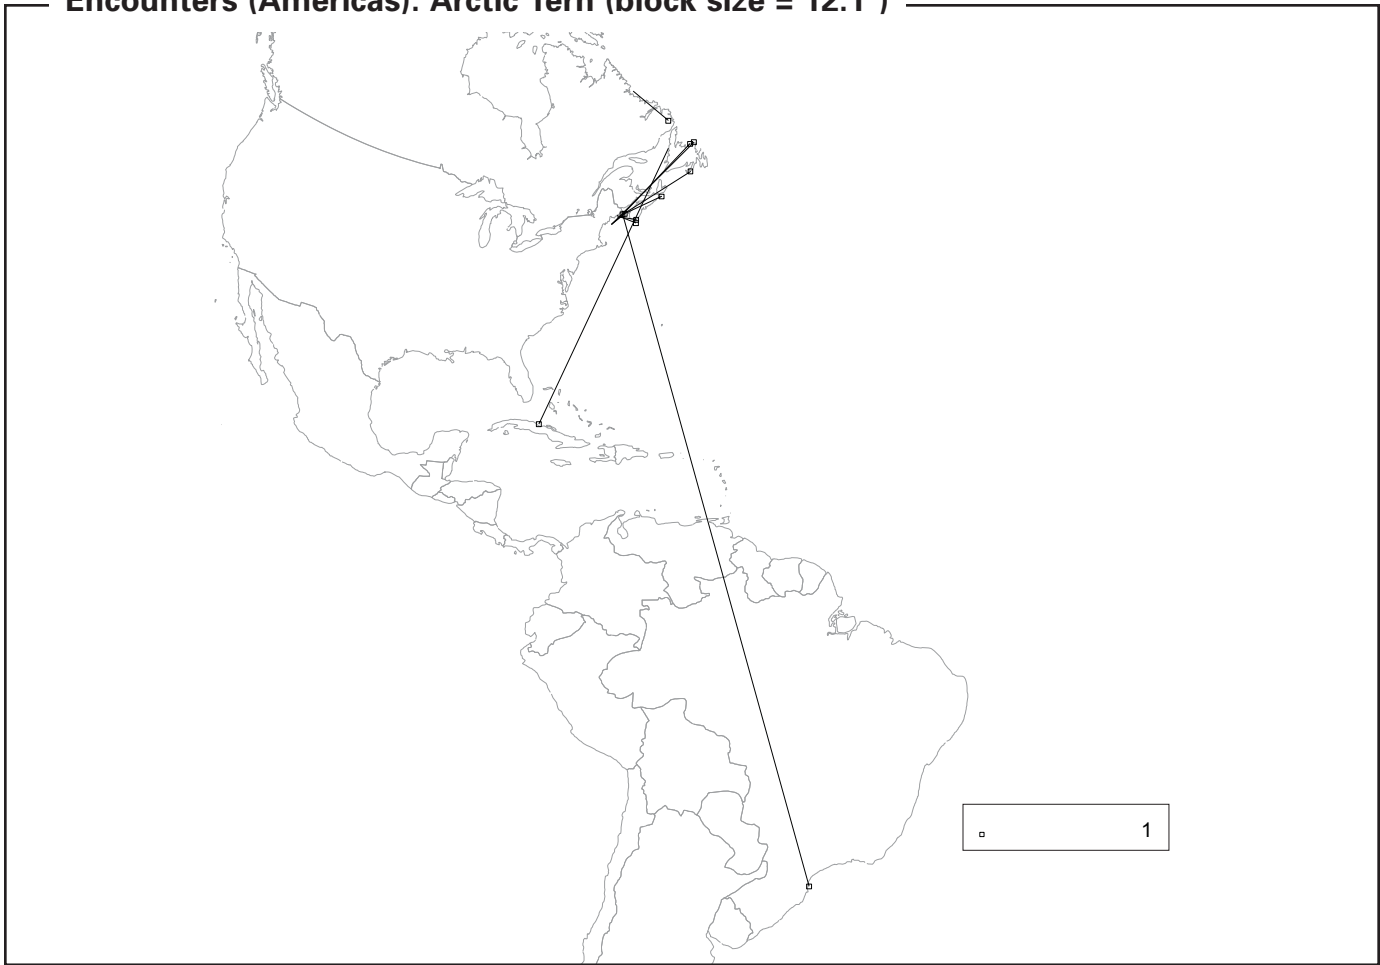 Encounters (Americas): Arctic Tern (block size = 12.1 )
1